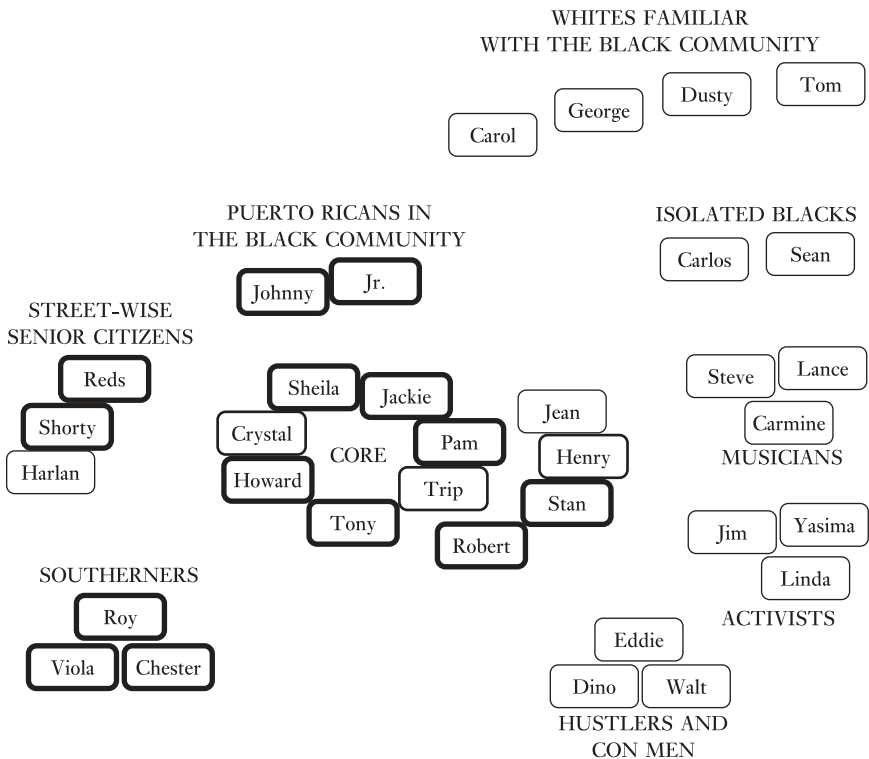 WHITES FAMILIAR
WITH THE BLACK COMMUNITY
Tom
Dusty
George
Carol
PUERTO RICANS IN
THE BLACK COMMUNITY
Johnny
Jr.
ISOLATED BLACKS
Carlos
Sean
STREET-WISE
SENIOR CITIZENS
Reds
Shorty
Harlan
Sheila
Jackie
Crystal
CORE
Pam
Howard
Trip
Tony
Jean
Henry
Stan
Robert
Steve
Lance
Carmine
MUSICIANS
Jim
Yasima
Linda
ACTIVISTS
SOUTHERNERS
Roy
Viola
Chester
Eddie
Dino
Walt
HUSTLERS AND
CON MEN